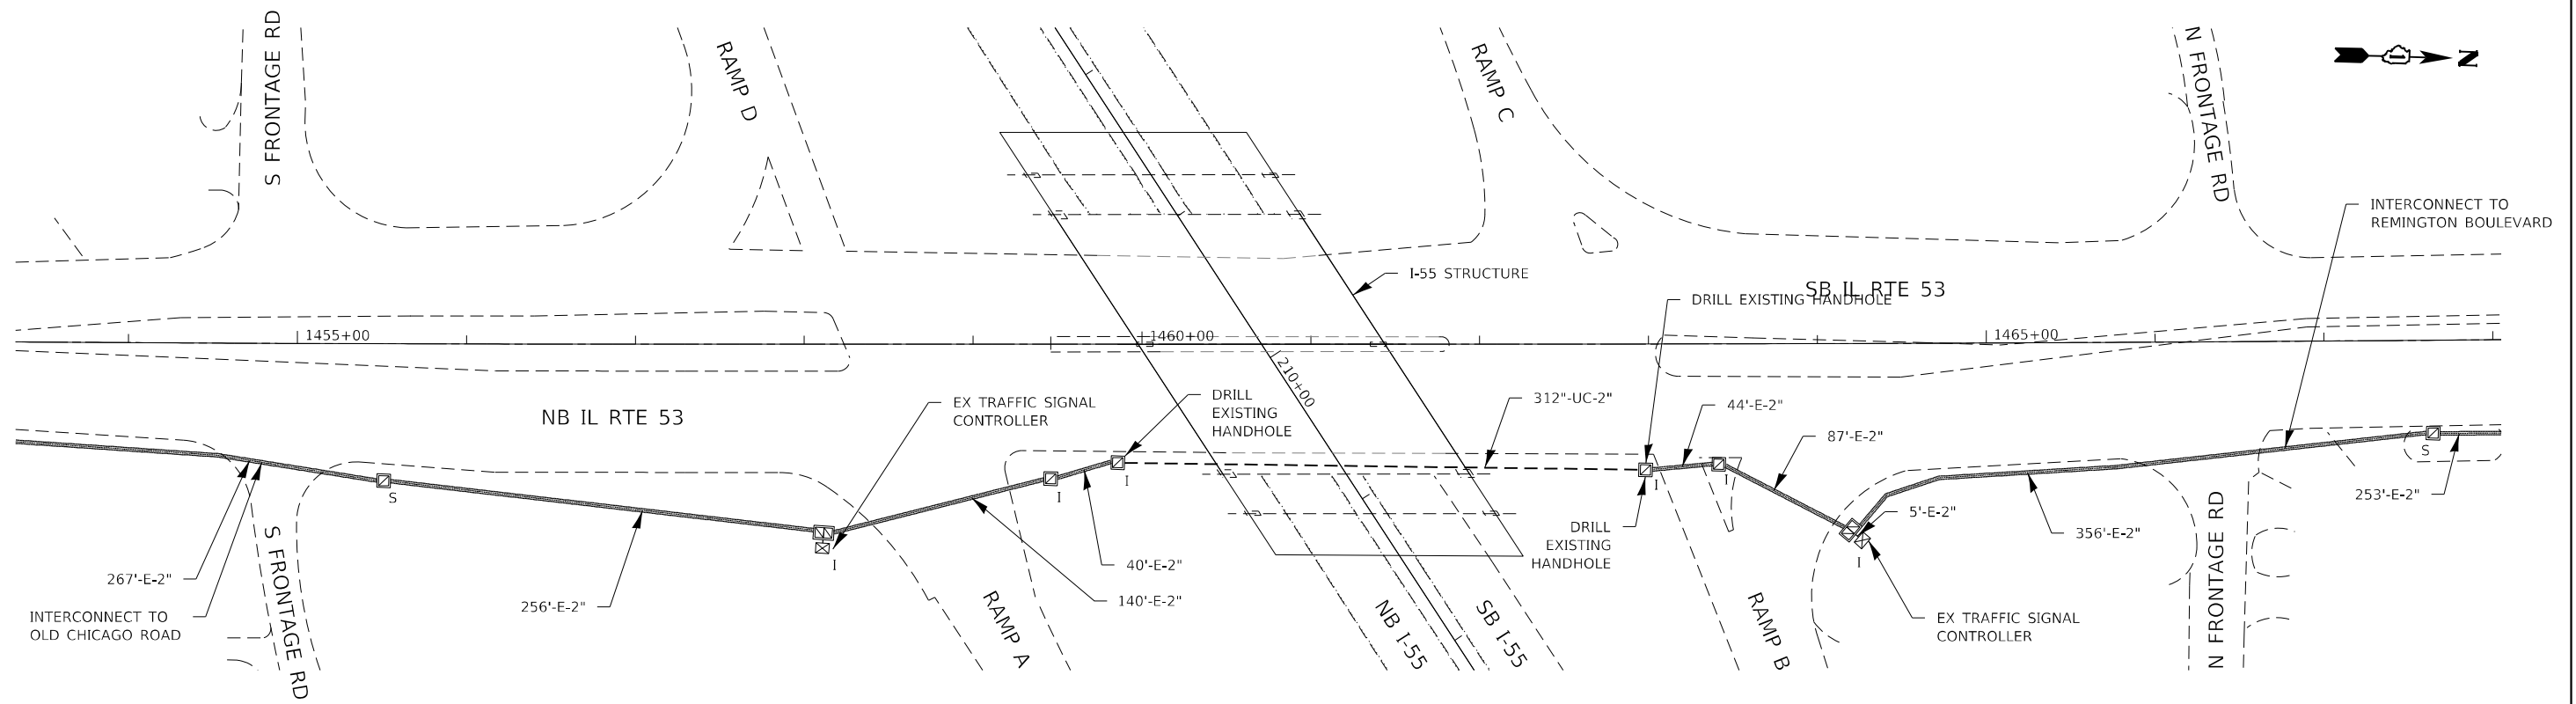 S FRONTAGE RD
RAMP D
RAMP C
N FRONTAGE RD
N
INTERCONNECT TO
REMINGTON BOULEVARD
I-55 STRUCTURE
SB IL RTE 53
DRILL EXISTING HANDHOLE
1455+00
1460+00
1465+00
210+00
NB IL RTE 53
EX TRAFFIC SIGNAL
CONTROLLER
DRILL
EXISTING
HANDHOLE
312"-UC-2"
44'-E-2"
87'-E-2"
S
I
I
I
I
S
253'-E-2"
5'-E-2"
356'-E-2"
DRILL
EXISTING
HANDHOLE
I
I
267'-E-2"
INTERCONNECT TO
OLD CHICAGO ROAD
S FRONTAGE RD
256'-E-2"
40'-E-2"
140'-E-2"
RAMP A
NB I-55
SB I-55
RAMP B
EX TRAFFIC SIGNAL
CONTROLLER
N FRONTAGE RD